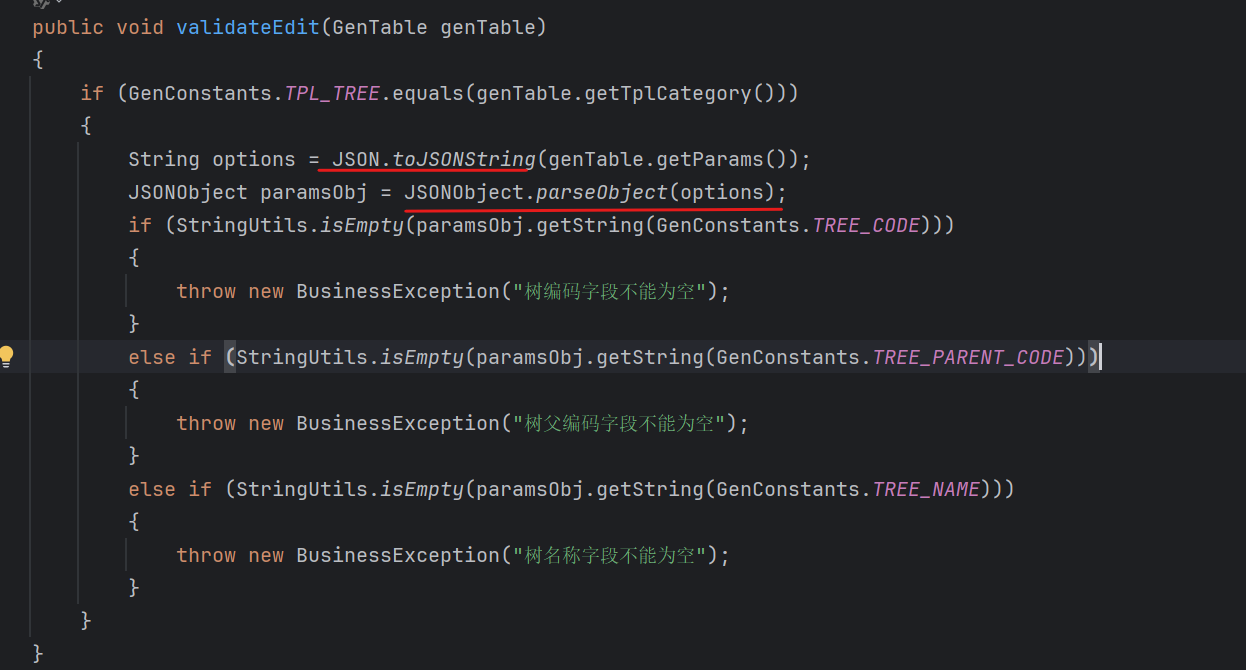 public void validateEdit(GenTable genTable)
{
if (GenConstants.TPL_TREE.equals(genTable.getTplCategory()))
{
String options = JSON.toJSONString(genTable.getParams());
JSONObject paramsObj = JSONObject.parseObject(options);
if (StringUtils.isEmpty(paramsObj.getString(GenConstants.TREE_CODE)))
{
throw new BusinessException("树编码字段不能为空");
}
else if (StringUtils.isEmpty(paramsObj.getString(GenConstants.TREE_PARENT_CODE)))
{
throw new BusinessException("树父编码字段不能为空");
}
else if (StringUtils.isEmpty(paramsObj.getString(GenConstants.TREE_NAME)))
{
throw new BusinessException("树名称字段不能为空");
}
}
}